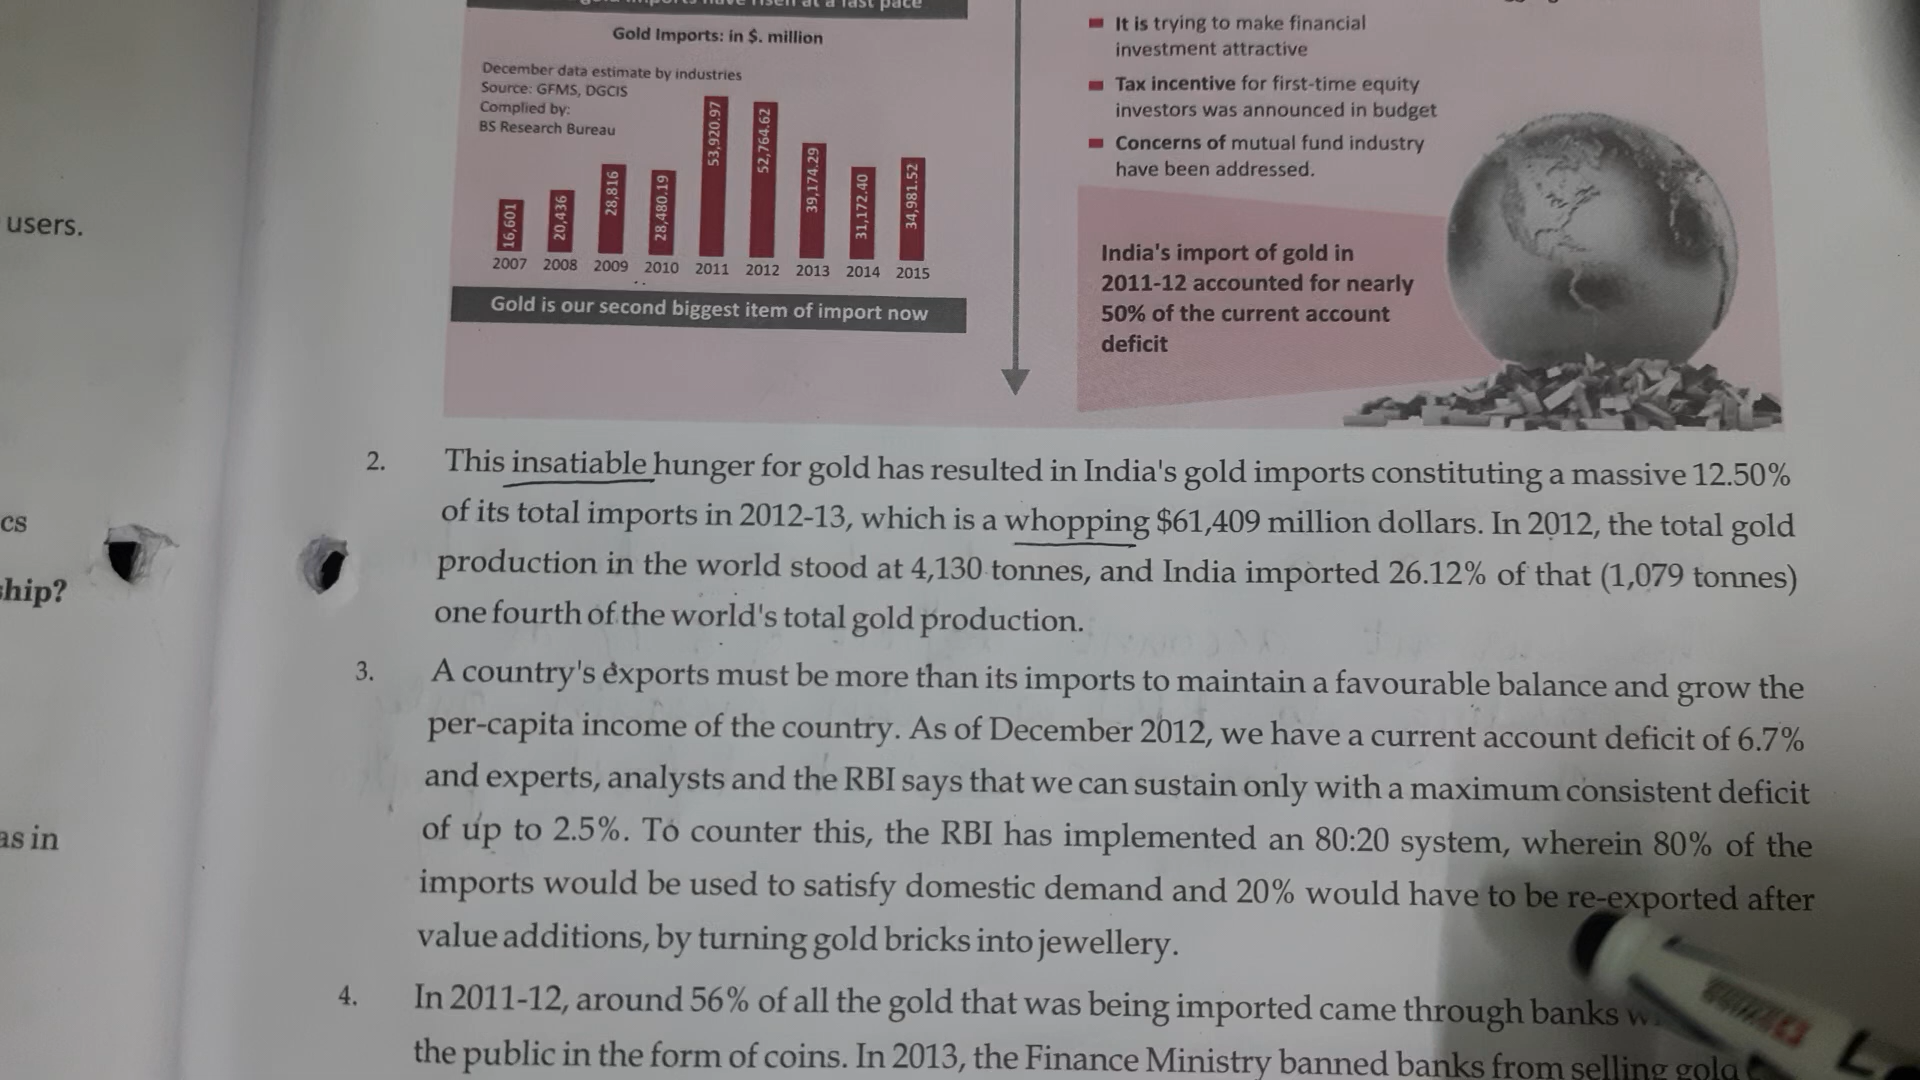 have risen at a fast pace
Gold Imports: in $. million
December data estimate by industries
Source: GFMS, DGCIS
Complied by:
BS Research Bureau
16,601
20,436
28,816
28,480.19
53,920.97
52,764.62
39,174.29
31,172.40
34,981.52
2007 2008 2009 2010 2011 2012 2013 2014 2015
Gold is our second biggest item of import now
It is trying to make financial
investment attractive
Tax incentive for first-time equity
investors was announced in budget
Concerns of mutual fund industry
have been addressed.
India's import of gold in
2011-12 accounted for nearly
50% of the current account
deficit
users.
cs
hip?
as in
2. This insatiable hunger for gold has resulted in India's gold imports constituting a massive 12.50%
of its total imports in 2012-13, which is a whopping $61,409 million dollars. In 2012, the total gold
production in the world stood at 4,130 tonnes, and India imported 26.12% of that (1,079 tonnes)
one fourth of the world's total gold production.
3. A country's exports must be more than its imports to maintain a favourable balance and grow the
per-capita income of the country. As of December 2012, we have a current account deficit of 6.7%
and experts, analysts and the RBI says that we can sustain only with a maximum consistent deficit
of up to 2.5%. To counter this, the RBI has implemented an 80:20 system, wherein 80% of the
imports would be used to satisfy domestic demand and 20% would have to be re-exported after
value additions, by turning gold bricks into jewellery.
4. In 2011-12, around 56% of all the gold that was being imported came through banks
the public in the form of coins. In 2013, the Finance Ministry banned banks from selling gold